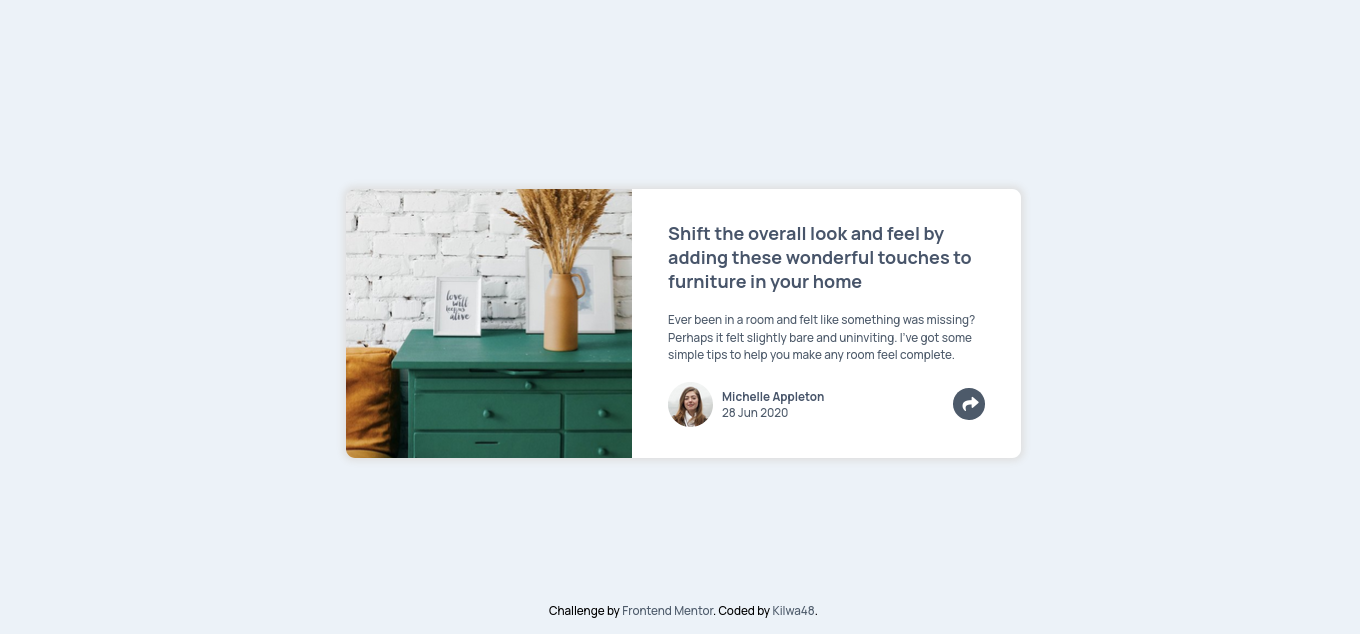 love
will
alive
Shift the overall look and feel by
adding these wonderful touches to
furniture in your home
Ever been in a room and felt like something was missing?
Perhaps it felt slightly bare and uninviting. I've got some
simple tips to help you make any room feel complete.
Michelle Appleton
28 Jun 2020
Challenge by Frontend Mentor. Coded by Kilwa48.